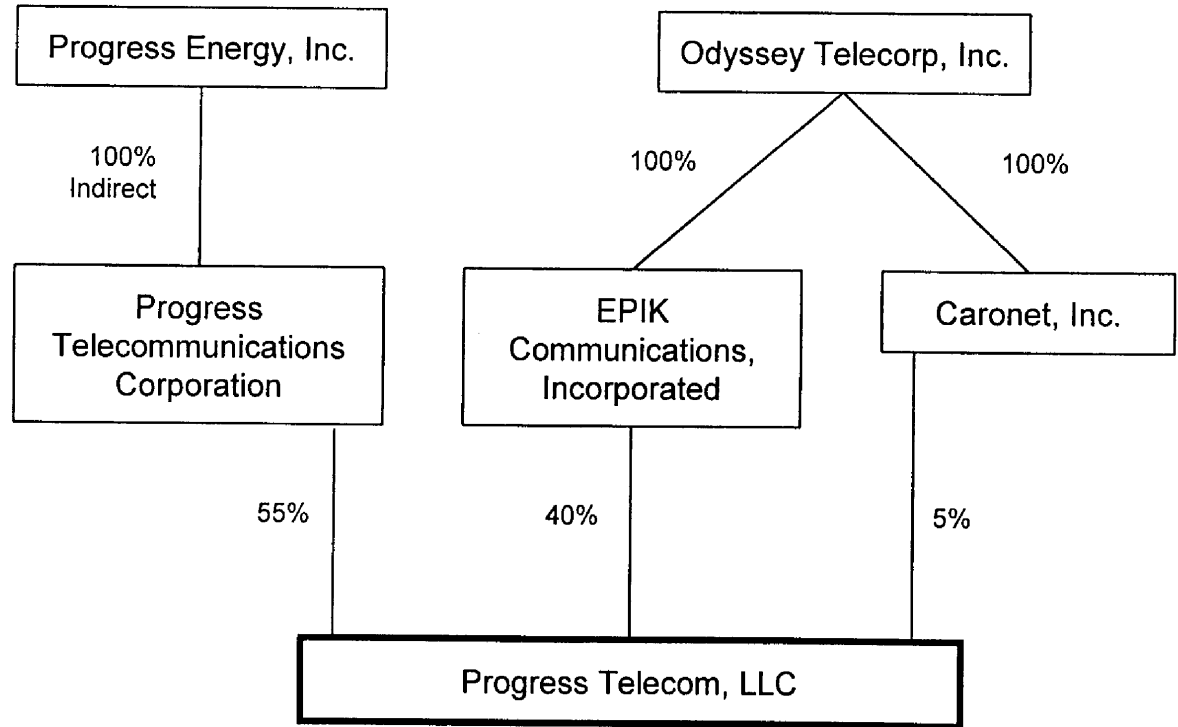 Progress Energy, Inc.
Odyssey Telecorp, Inc.
100%
Indirect
100%
100%
Progress
Telecommunications
Corporation
EPIK
Communications,
Incorporated
Caronet, Inc.
55%
40%
5%
Progress Telecom, LLC